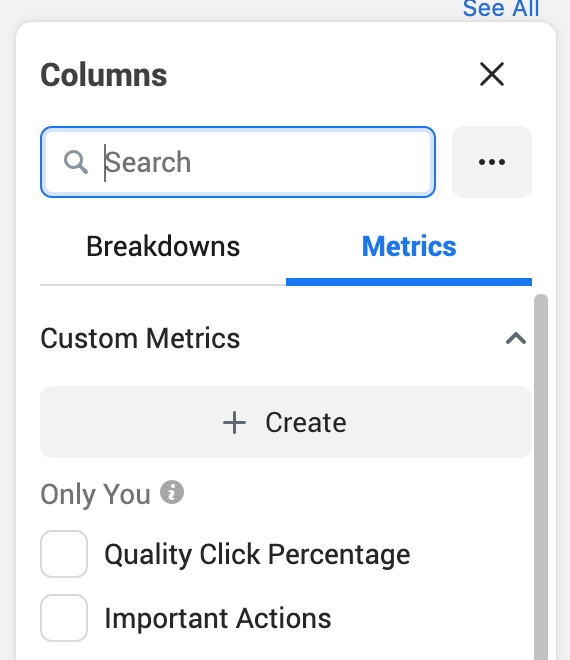 See All
Columns
Search
Breakdowns Metrics
Custom Metrics
Create
Only You
Quality Click Percentage
Important Actions